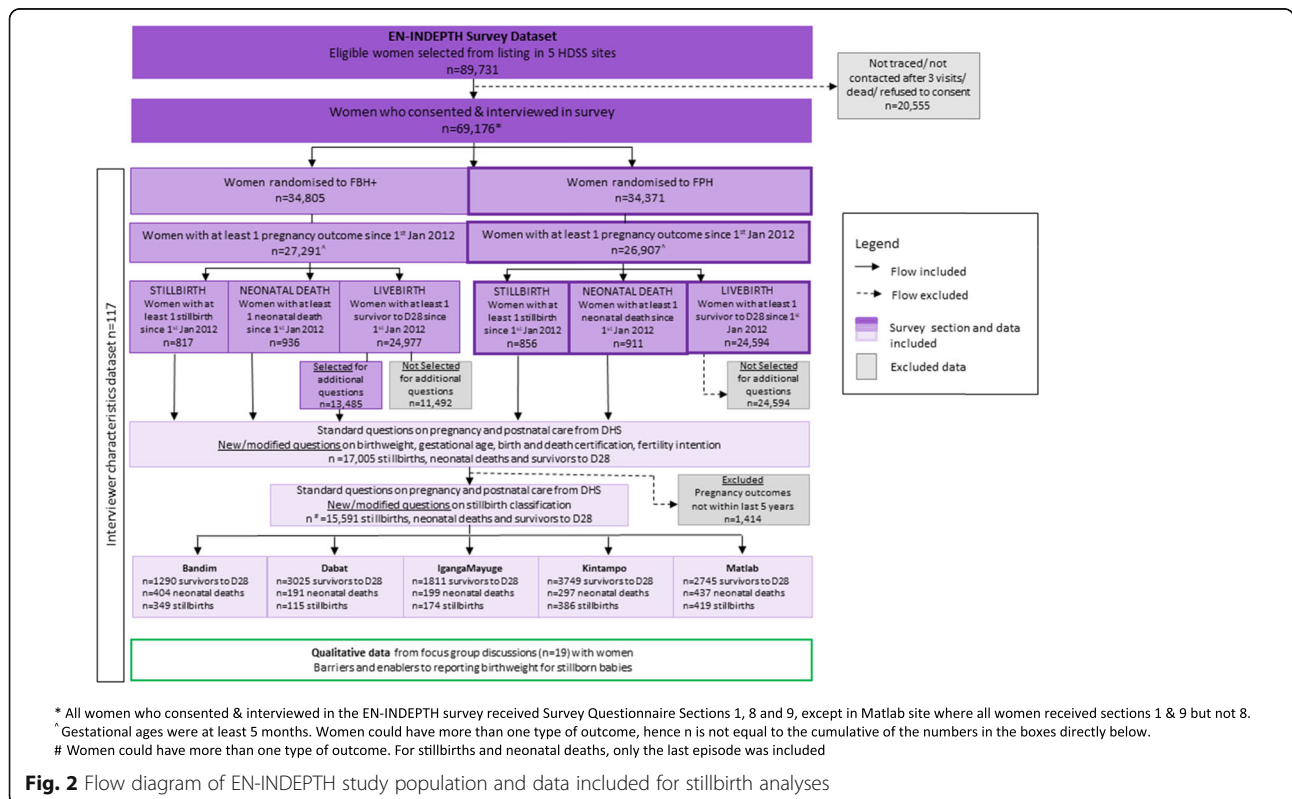 EN-INDEPTH Survey Dataset
Eligible women selected from listing in 5 HDSS sites
n=89,731
Not traced/ not
contacted after 3 visits/
dead/ refused to consent
n=20,555
Women who consented & interviewed in survey
n=69,176*
Interviewer characteristics dataset n=117
Women randomised to FBH+
n=34,805
Women randomised to FPH
n=34,371
Women with at least 1 pregnancy outcome since 1st Jan 2012
n=27,291^
Women with at least 1 pregnancy outcome since 1st Jan 2012
n=26,907^
STILLBIRTH
Women with at
least 1 stillbirth
since 1st Jan 2012
n=817
NEONATAL DEATH
Women with at least
1 neonatal death
since 1st Jan 2012
n=936
LIVEBIRTH
Women with at least 1
survivor to D28 since
1st Jan 2012
n=24,977
STILLBIRTH
Women with at
least 1 stillbirth
since 1st Jan 2012
n=856
NEONATAL DEATH
Women with at least 1
neonatal death since
1st Jan 2012
n=911
LIVEBIRTH
Women with at least 1
survivor to D28 since 1st
Jan 2012
n=24,594
Selected for
additional
questions
n=13,485
Not Selected
for additional
questions
n=11,492
Not Selected
for additional
questions
n=24,594
Standard questions on pregnancy and postnatal care from DHS
New/modified questions on birthweight, gestational age, birth and death certification, fertility intention
n =17,005 stillbirths, neonatal deaths and survivors to D28
Excluded
Pregnancy outcomes
not within last 5 years
n=1,414
Standard questions on pregnancy and postnatal care from DHS
New/modified questions on stillbirth classification
n #=15,591 stillbirths, neonatal deaths and survivors to D28
Bandim
n=1290 survivors to D28
n=404 neonatal deaths
n=349 stillbirths
Dabat
n=3025 survivors to D28
n=191 neonatal deaths
n=115 stillbirths
IgangaMayuge
n=1811 survivors to D28
n=199 neonatal deaths
n=174 stillbirths
Kintampo
n=3749 survivors to D28
n=297 neonatal deaths
n=386 stillbirths
Matlab
n=2745 survivors to D28
n=437 neonatal deaths
n=419 stillbirths
Qualitative data from focus group discussions (n=19) with women
Barriers and enablers to reporting birthweight for stillborn babies
Legend
Flow included
Flow excluded
Survey section and data
included
Excluded data
* All women who consented & interviewed in the EN-INDEPTH survey received Survey Questionnaire Sections 1, 8 and 9, except in Matlab site where all women received sections 1 & 9 but not 8.
^ Gestational ages were at least 5 months. Women could have more than one type of outcome, hence n is not equal to the cumulative of the numbers in the boxes directly below.
# Women could have more than one type of outcome. For stillbirths and neonatal deaths, only the last episode was included
Fig. 2 Flow diagram of EN-INDEPTH study population and data included for stillbirth analyses